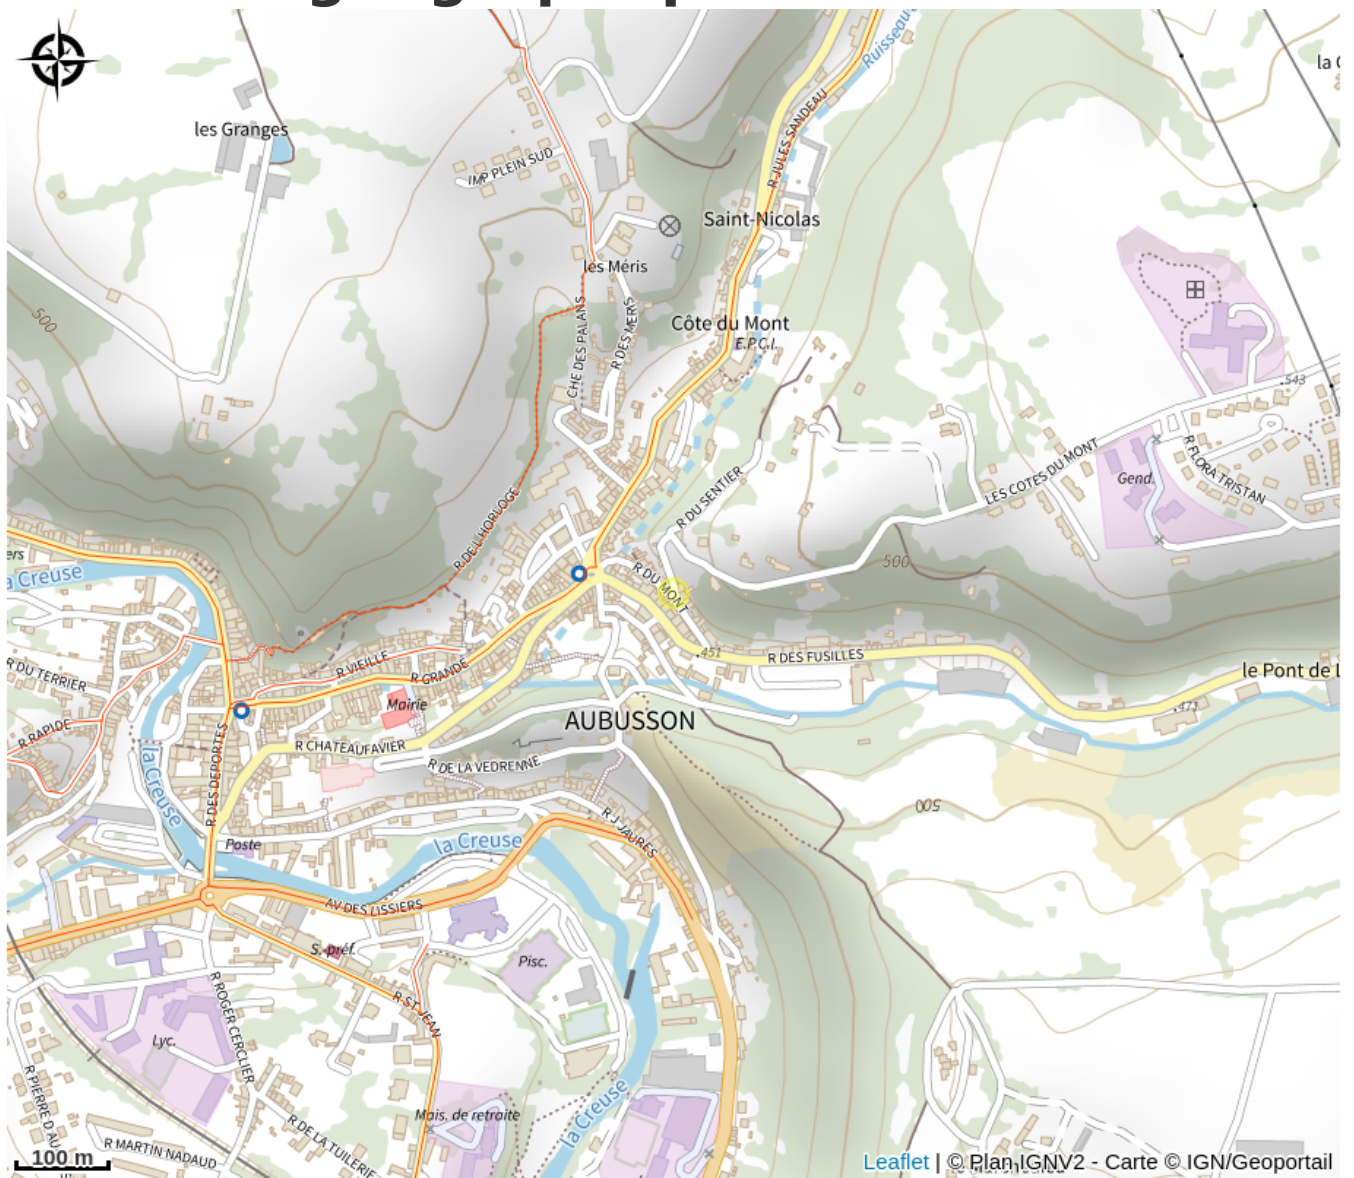 Ruisseau
les Granges
IMP PLEIN SUD
R JULES SANDEAU
Saint-Nicolas
les Méris
500
CHE DES PALANS
R DES MERS
Côte du Mont
E.P.C.I.
543
LES COTES DU MONT
R FLORA TRISTAN
Gend.
R DU SENTIER
R DE L'HORLOGE
500
ers
la Creuse
R DU MONT
451
R DES FUSILLES
R VIEILLE
R GRANDE
R DU TERRIER
le Pont de L
473
Mairie
AUBUSSON
R RAPIDE
R CHATEAUFAVIER
R DE LA VEDRENNE
la Creuse
R DES DEPORTES
500
R J JAURES
Poste
la Creuse
AV DES LISSIERS
S.-préf.
Pisc.
R ROGER CERCLIER
R ST JEAN
Lyc.
R PIERRE D'AU
Mais. de retraite
la Creuse
R DE LA TUILERIE
R MARTIN NADAUD
100 m
Leaflet | © Plan IGNV2 - Carte © IGN/Geoportail